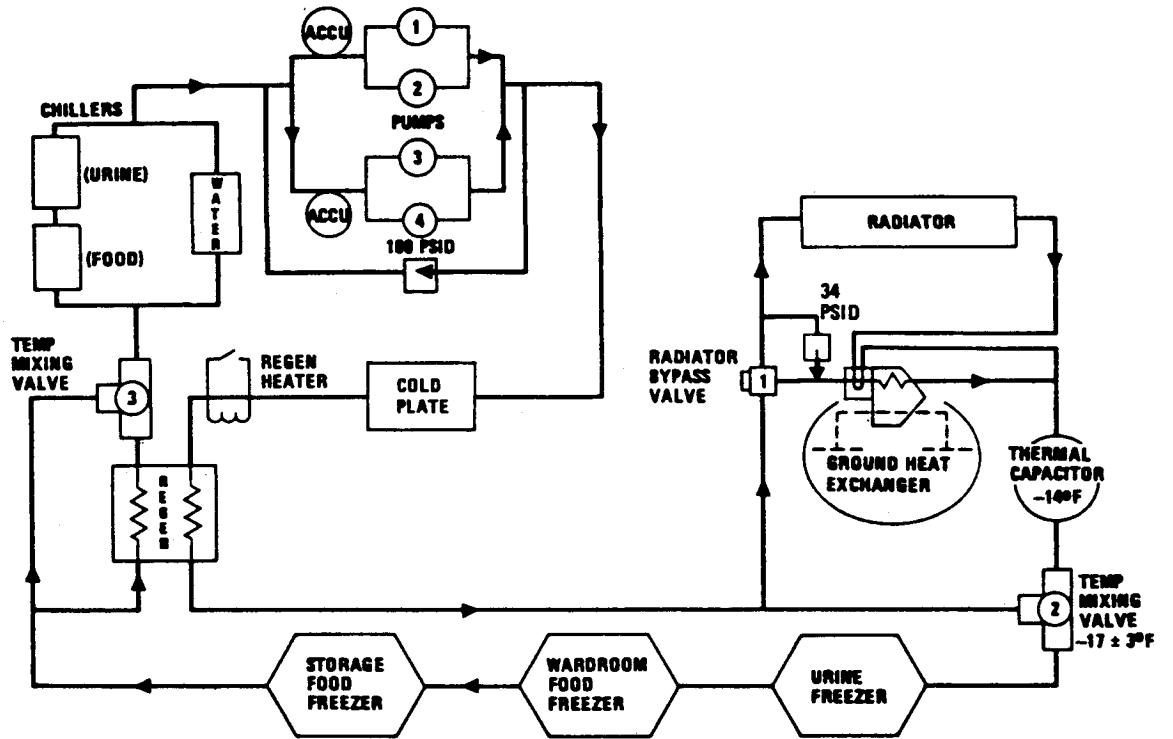 ACCU
1
2
CHILLERS
PUMPS
(URINE)
WATER
3
ACCU
4
(FOOD)
100 PSID
RADIATOR
34
PSID
TEMP
MIXING
VALVE
REGEN
HEATER
RADIATOR
BYPASS
VALVE
3
COLD
PLATE
1
REGEN
GROUND HEAT
EXCHANGER
THERMAL
CAPACITOR
-14°F
2
TEMP
MIXING
VALVE
-17 ± 3°F
STORAGE
FOOD
FREEZER
WARDROOM
FOOD
FREEZER
URINE
FREEZER